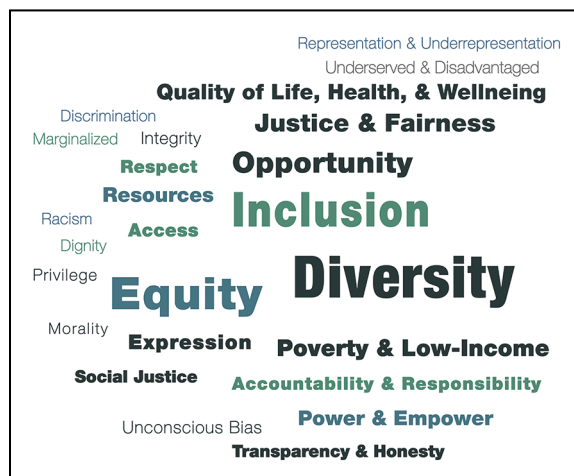 Representation & Underrepresentation
Underserved & Disadvantaged
Quality of Life, Health, & Wellneing
Discrimination
Justice & Fairness
Marginalized
Integrity
Respect
Opportunity
Resources
Inclusion
Racism
Access
Dignity
Privilege
Diversity
Equity
Morality
Expression
Poverty & Low-Income
Social Justice
Accountability & Responsibility
Unconscious Bias
Power & Empower
Transparency & Honesty